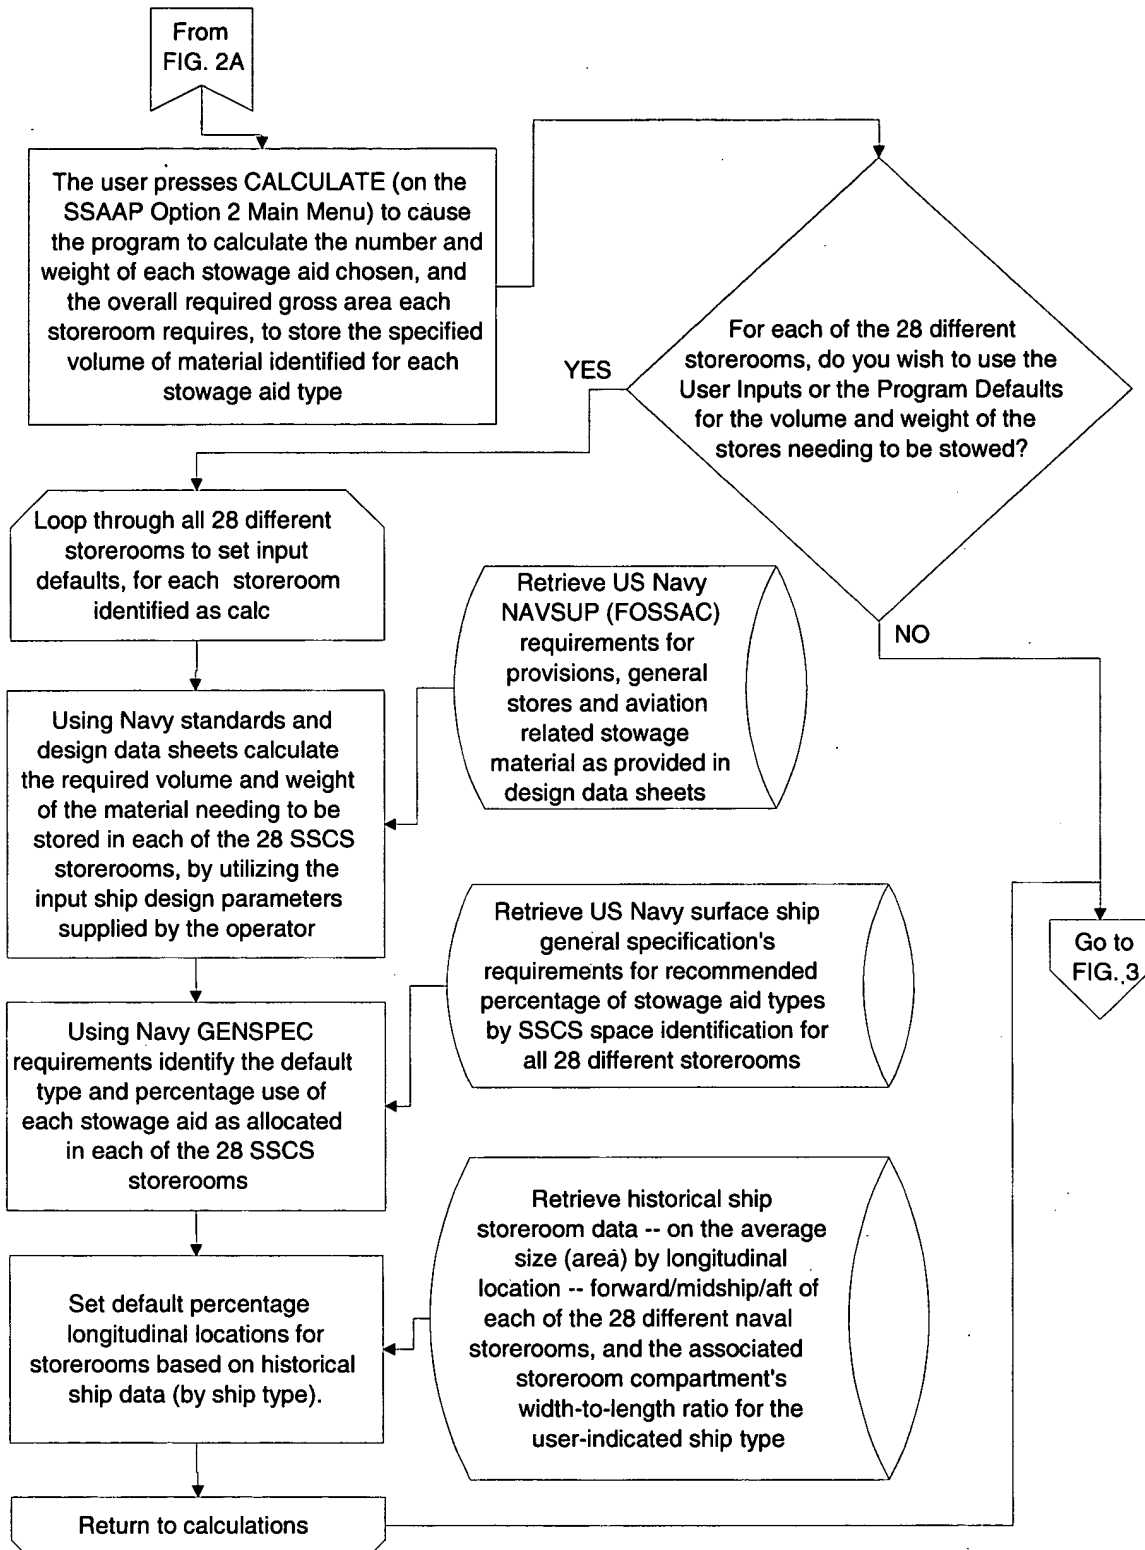 From
FIG. 2A
The user presses CALCULATE (on the
SSAAP Option 2 Main Menu) to cause
the program to calculate the number and
weight of each stowage aid chosen, and
the overall required gross area each
storeroom requires, to store the specified
volume of material identified for each
stowage aid type
For each of the 28 different
storerooms, do you wish to use the
User Inputs or the Program Defaults
for the volume and weight of the
stores needing to be stowed?
YES
NO
Loop through all 28 different
storerooms to set input
defaults, for each storeroom
identified as calc
Retrieve US Navy
NAVSUP (FOSSAC)
requirements for
provisions, general
stores and aviation
related stowage
material as provided in
design data sheets
Using Navy standards and
design data sheets calculate
the required volume and weight
of the material needing to be
stored in each of the 28 SSCS
storerooms, by utilizing the
input ship design parameters
supplied by the operator
Retrieve US Navy surface ship
general specification's
requirements for recommended
percentage of stowage aid types
by SSCS space identification for
all 28 different storerooms
Go to
FIG. 3
Using Navy GENSPEC
requirements identify the default
type and percentage use of
each stowage aid as allocated
in each of the 28 SSCS
storerooms
Retrieve historical ship
storeroom data -- on the average
size (area) by longitudinal
location -- forward/midship/aft of
each of the 28 different naval
storerooms, and the associated
storeroom compartment's
width-to-length ratio for the
user-indicated ship type
Set default percentage
longitudinal locations for
storerooms based on historical
ship data (by ship type).
Return to calculations